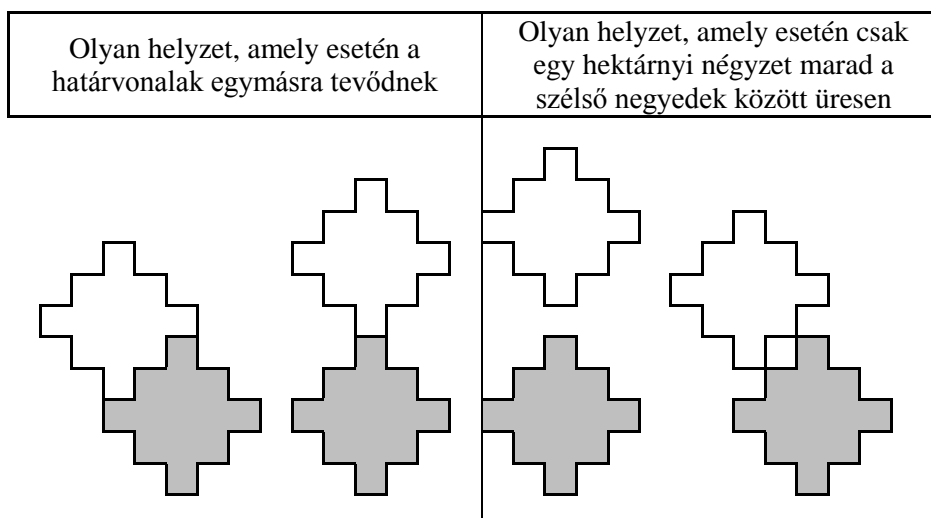 Olyan helyzet, amely esetén a
határvonalak egymásra tevődnek
Olyan helyzet, amely esetén csak
egy hektárnyi négyzet marad a
szélső negyedek között üresen